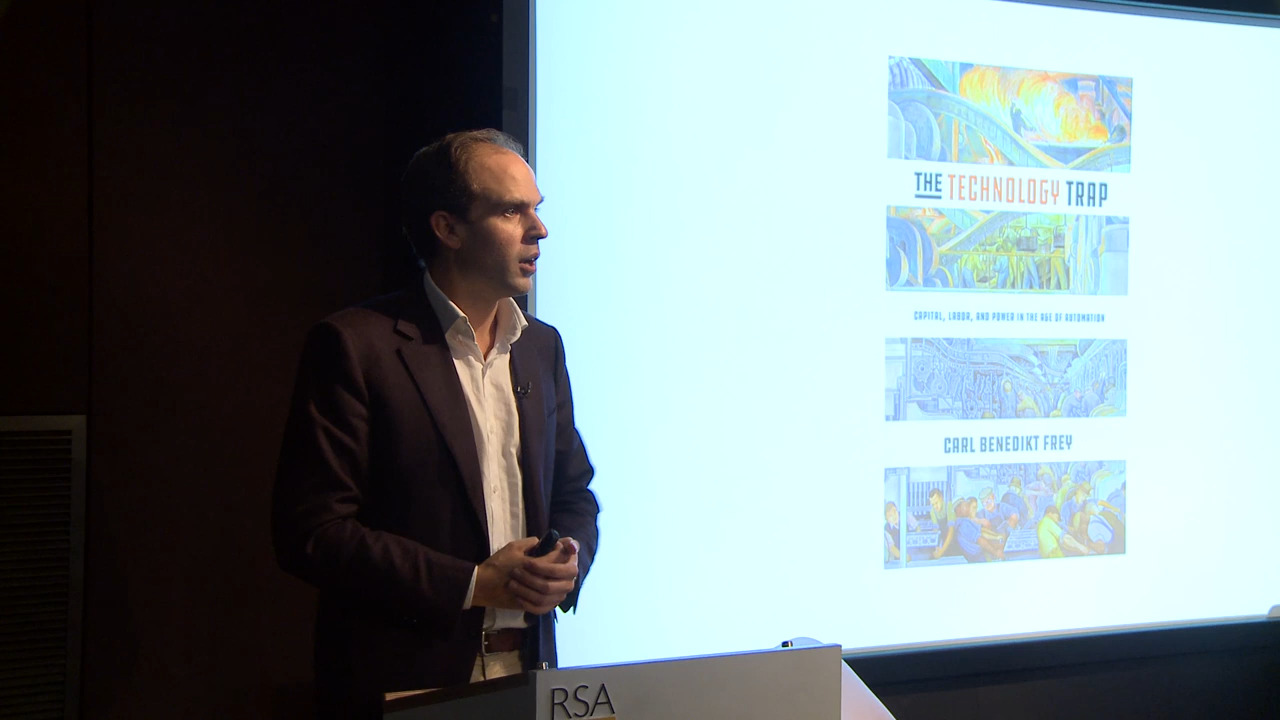 THE TECHNOLOGY TRAP
CAPITAL, LABOR, AND POWER IN THE AGE OF AUTOMATION
CARL BENEDIKT FREY
RSA